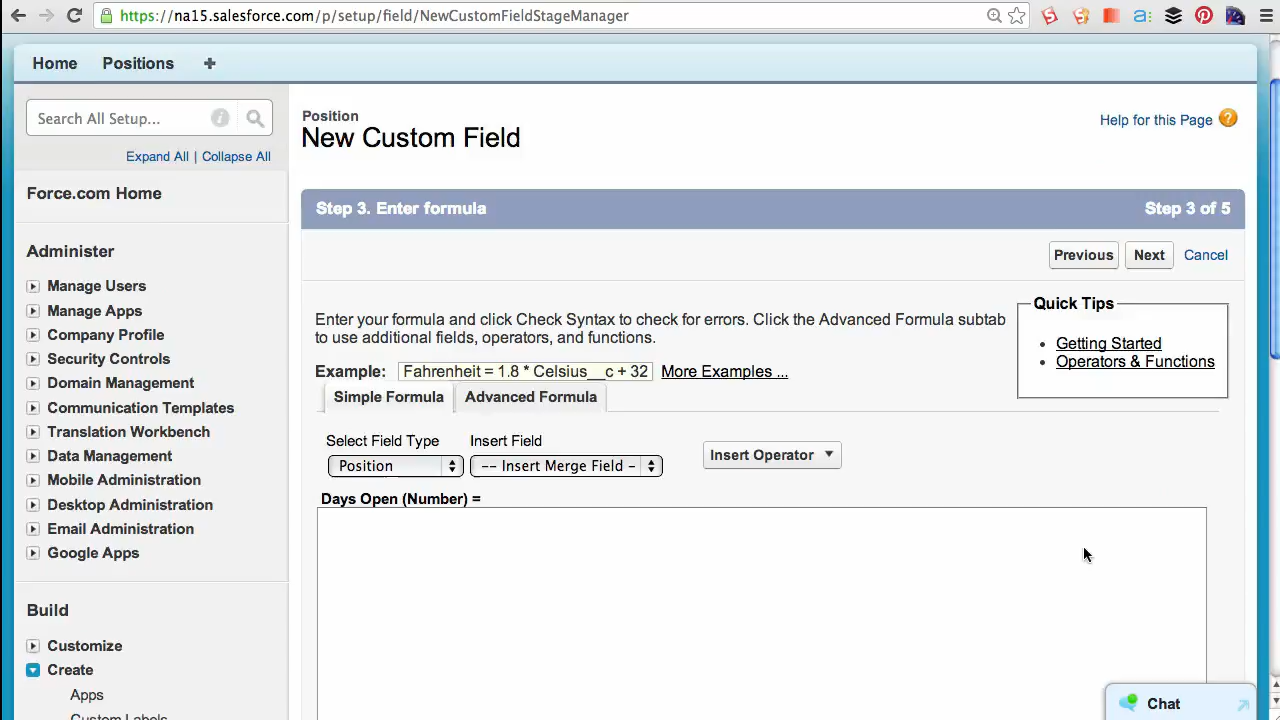 https://na15.salesforce.com/p/setup/field/NewCustomFieldStageManager
Home Positions +
Search All Setup...
Expand All | Collapse All
Force.com Home
Administer
Manage Users
Manage Apps
Company Profile
Security Controls
Domain Management
Communication Templates
Translation Workbench
Data Management
Mobile Administration
Desktop Administration
Email Administration
Google Apps
Build
Customize
Create
Apps
Custom Labels
Position
New Custom Field
Help for this Page ?
Step 3. Enter formula Step 3 of 5
Previous Next Cancel
Enter your formula and click Check Syntax to check for errors. Click the Advanced Formula subtab
to use additional fields, operators, and functions.
Quick Tips
• Getting Started
• Operators & Functions
Example: Fahrenheit = 1.8 * Celsius__c + 32 More Examples ...
Simple Formula Advanced Formula
Select Field Type Insert Field
Position -- Insert Merge Field - Insert Operator
Days Open (Number) =
Chat